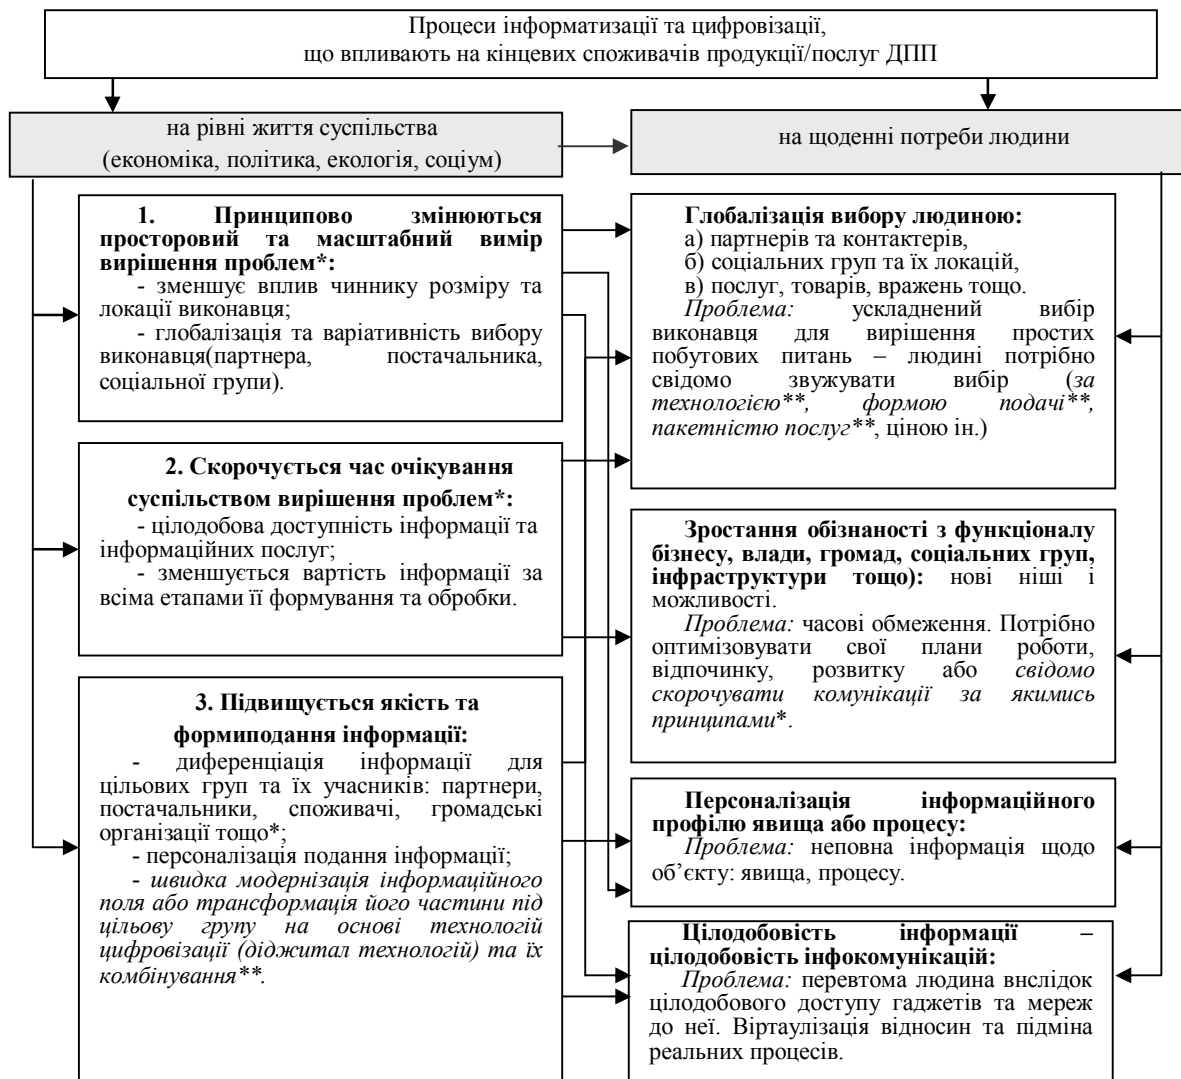 Процеси інформатизації та цифровізації,
що впливають на кінцевих споживачів продукції/послуг ДПП
на рівні життя суспільства
(економіка, політика, екологія, соціум)
на щоденні потреби людини
1. Принципово змінюються
просторовий та масштабний вимір
вирішення проблем*:
- зменшує вплив чиннику розміру та
локації виконавця;
- глобалізація та варіативність вибору
виконавця(партнера, постачальника,
соціальної групи).
2. Скорочується час очікування
суспільством вирішення проблем*:
- цілодобова доступність інформації та
інформаційних послуг;
- зменшується вартість інформації за
всіма етапами її формування та обробки.
3. Підвищується якість та
формиподання інформації:
- диференціація інформації для
цільових груп та їх учасників: партнери,
постачальники, споживачі, громадські
організації тощо*;
- персоналізація подання інформації;
- швидка модернізація інформаційного
поля або трансформація його частини під
цільову групу на основі технологій
цифровізації (діджитал технологій) та їх
комбінування**.
Глобалізація вибору людиною:
а) партнерів та контактерів,
б) соціальних груп та їх локацій,
в) послуг, товарів, вражень тощо.
Проблема: ускладнений вибір
виконавця для вирішення простих
побутових питань – людині потрібно
свідомо звужувати вибір (за
технологією**, формою подачі**,
пакетністю послуг**, ціною ін.)
Зростання обізнаності з функціоналу
бізнесу, влади, громад, соціальних груп,
інфраструктури тощо): нові ніші і
можливості.
Проблема: часові обмеження. Потрібно
оптимізовувати свої плани роботи,
відпочинку, розвитку або свідомо
скорочувати комунікації за якимись
принципами*.
Персоналізація інформаційного
профілю явища або процесу:
Проблема: неповна інформація щодо
об’єкту: явища, процесу.
Цілодобовість інформації –
цілодобовість інфокомунікацій:
Проблема: перевтома людина внслідок
цілодобового доступу гаджетів та мереж
до неї. Віртаулізація відносин та підміна
реальних процесів.